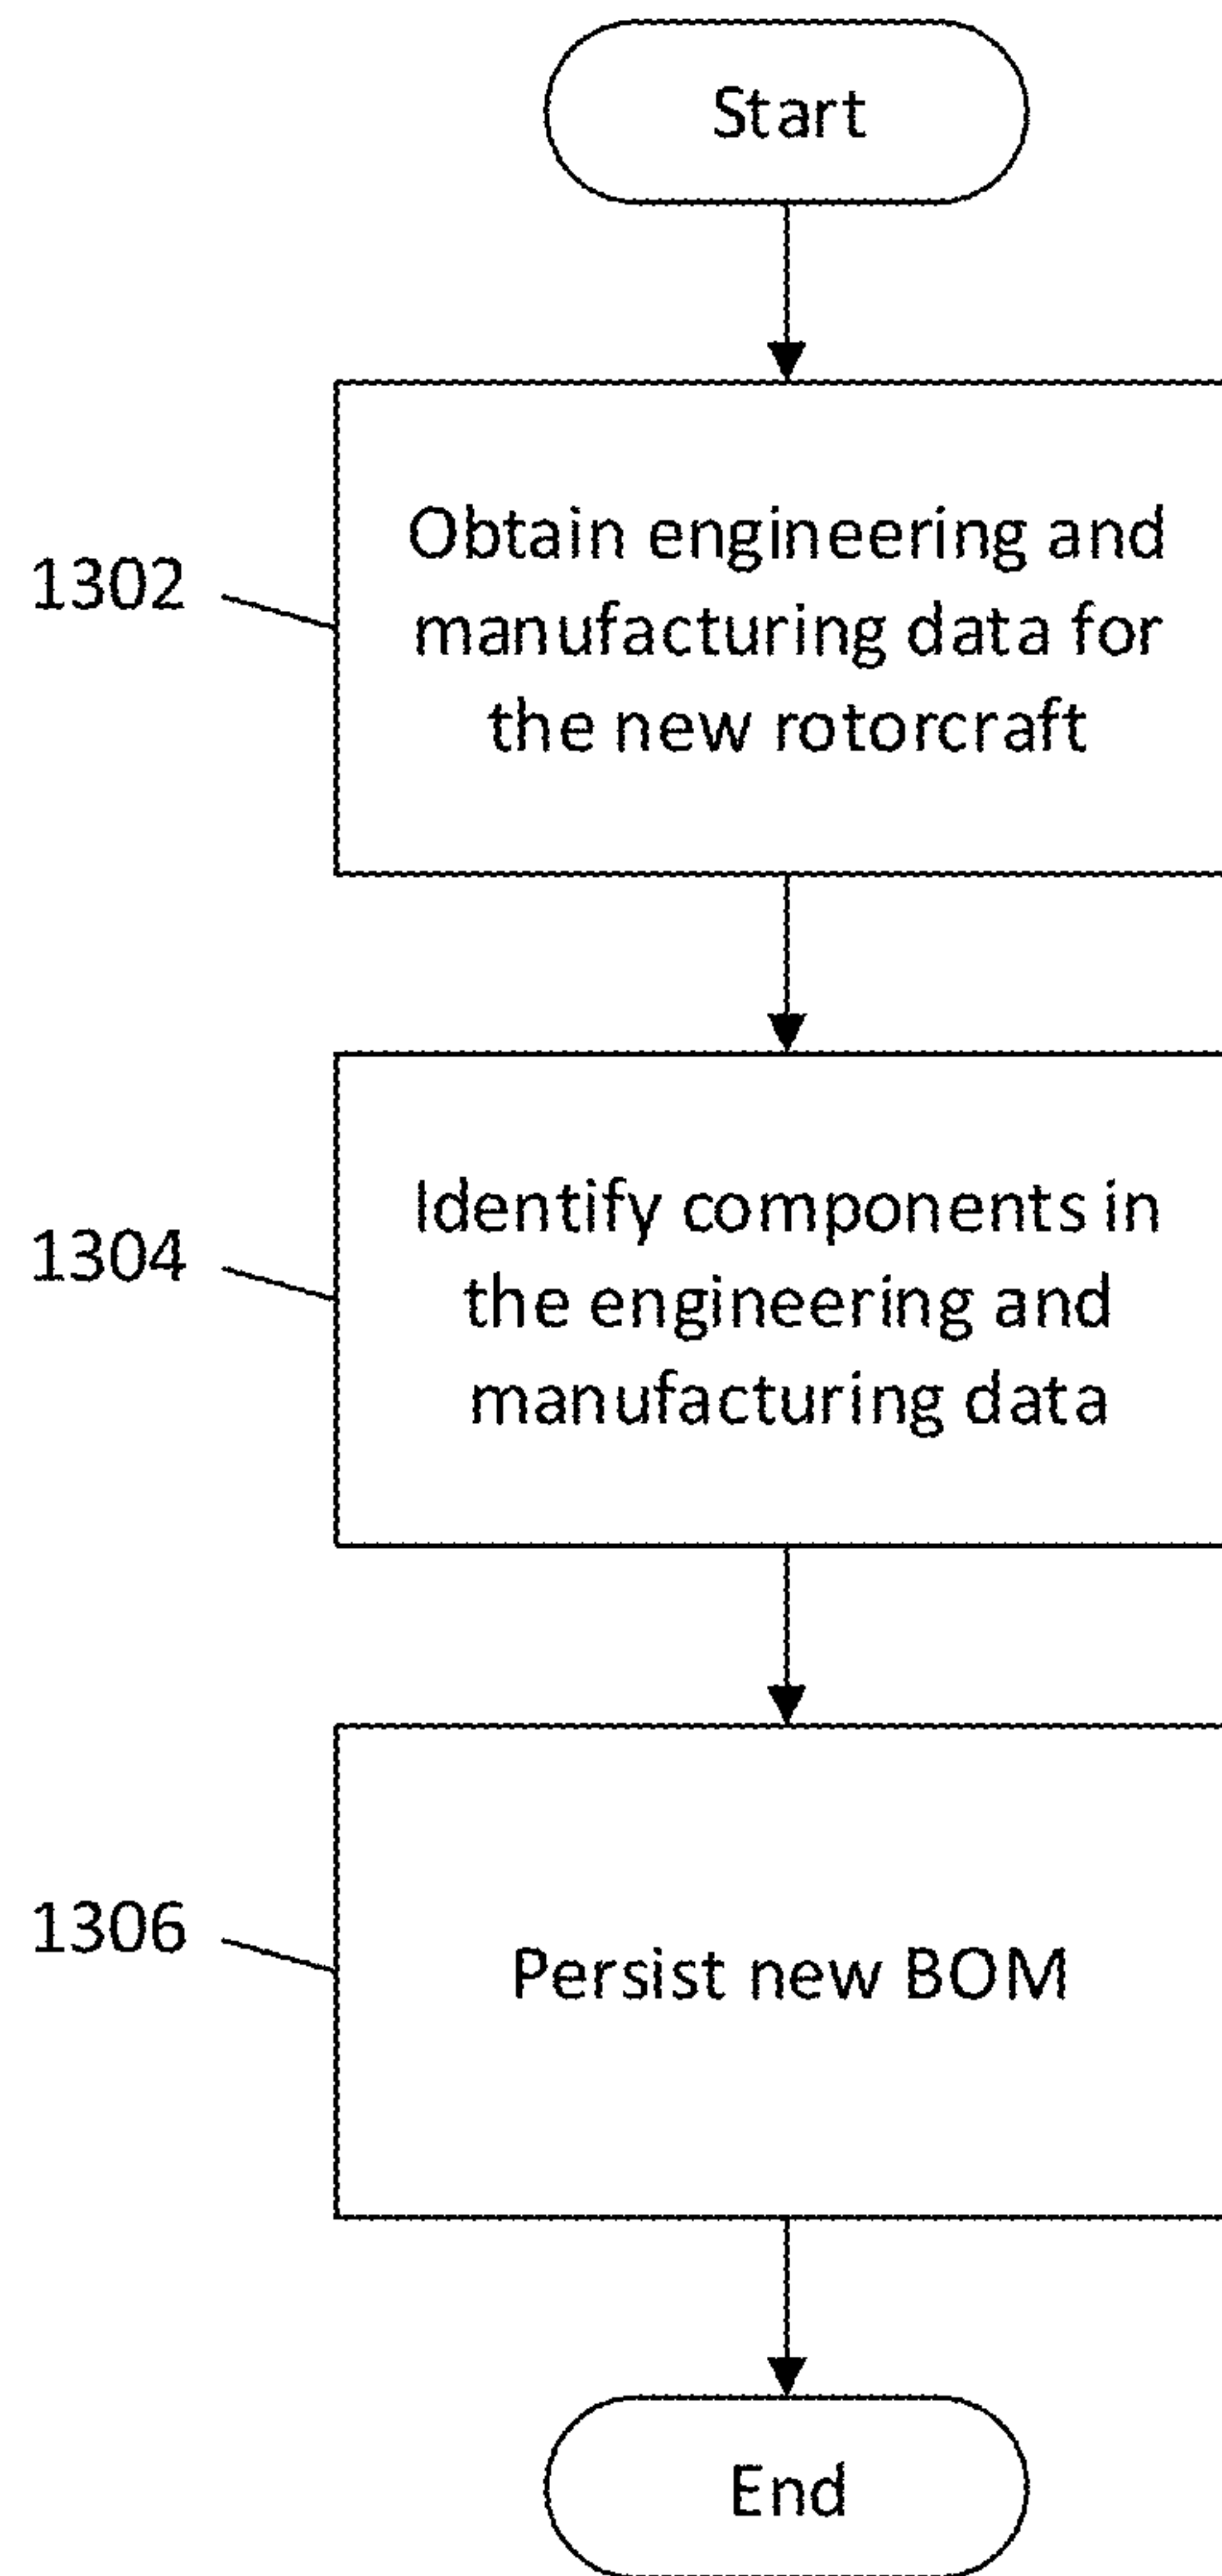 Start
1302
Obtain engineering and
manufacturing data for
the new rotorcraft
1304
Identify components in
the engineering and
manufacturing data
1306
Persist new BOM
End